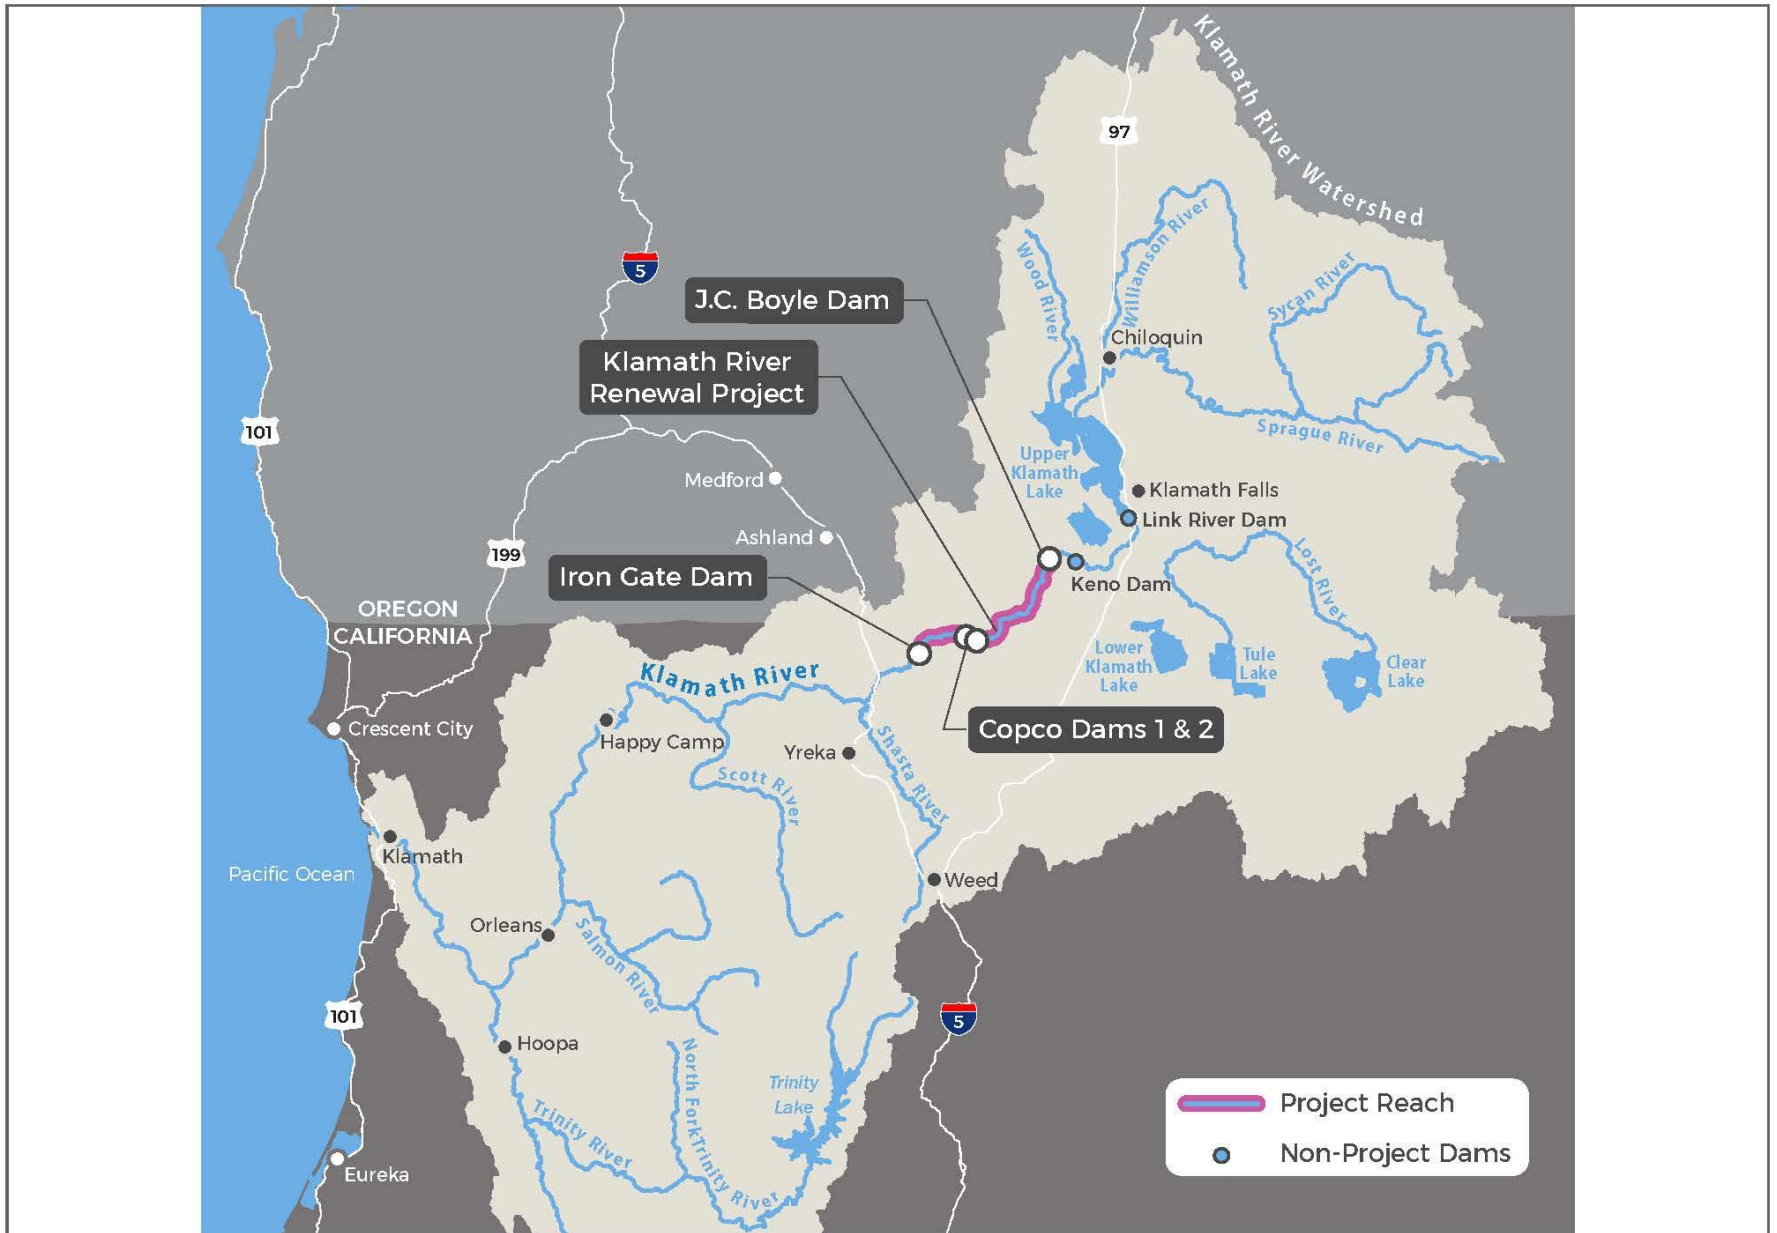 Klamath River Watershed
97
Williamson River
Wood River
5
Sycan River
J.C. Boyle Dam
Chiloquin
Klamath River
Renewal Project
101
Sprague River
Upper
Klamath
Lake
Medford
Klamath Falls
Link River Dam
Ashland
199
Lost River
Iron Gate Dam
Keno Dam
OREGON
CALIFORNIA
Lower
Klamath
Lake
Tule
Lake
Clear
Lake
Klamath River
Crescent City
Happy Camp
Copco Dams 1 & 2
Yreka
Shasta River
Scott River
Klamath
Pacific Ocean
Weed
Orleans
Salmon River
101
5
Hoopa
North Fork Trinity River
Trinity
Lake
Trinity River
Project Reach
Non-Project Dams
Eureka